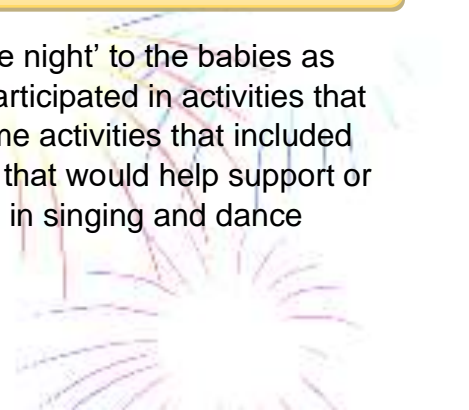 e night’ to the babies as
articipated in activities that
me activities that included
that would help support or
in singing and dance